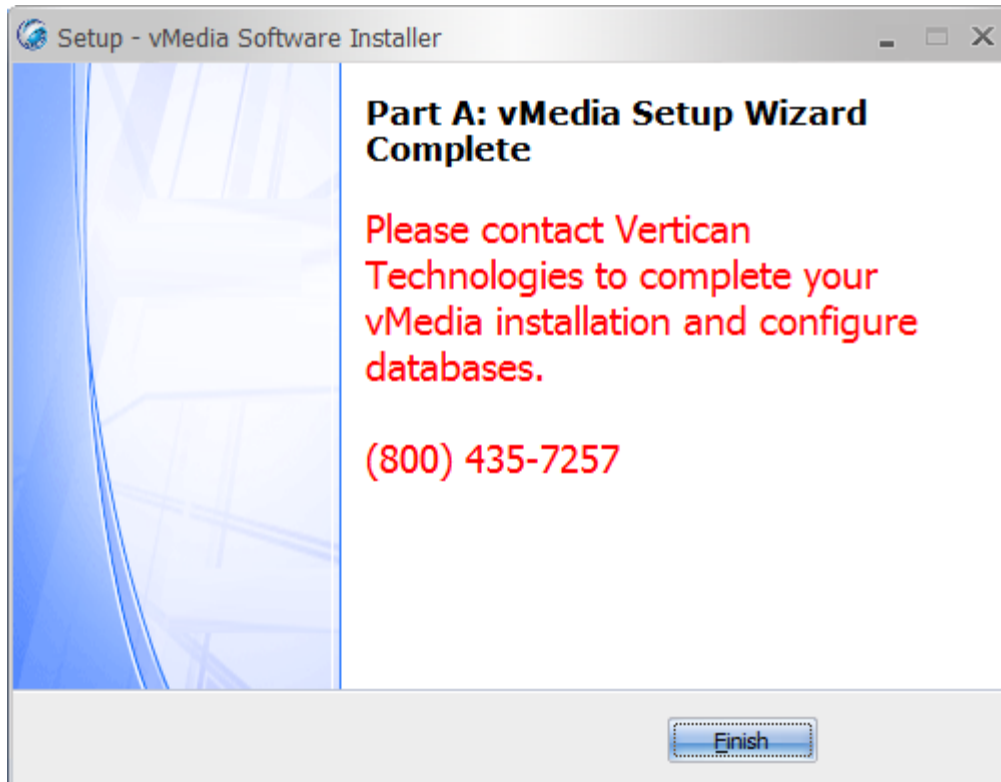 Setup - vMedia Software Installer
Part A: vMedia Setup Wizard
Complete
Please contact Vertican
Technologies to complete your
vMedia installation and configure
databases.
(800) 435-7257
Finish